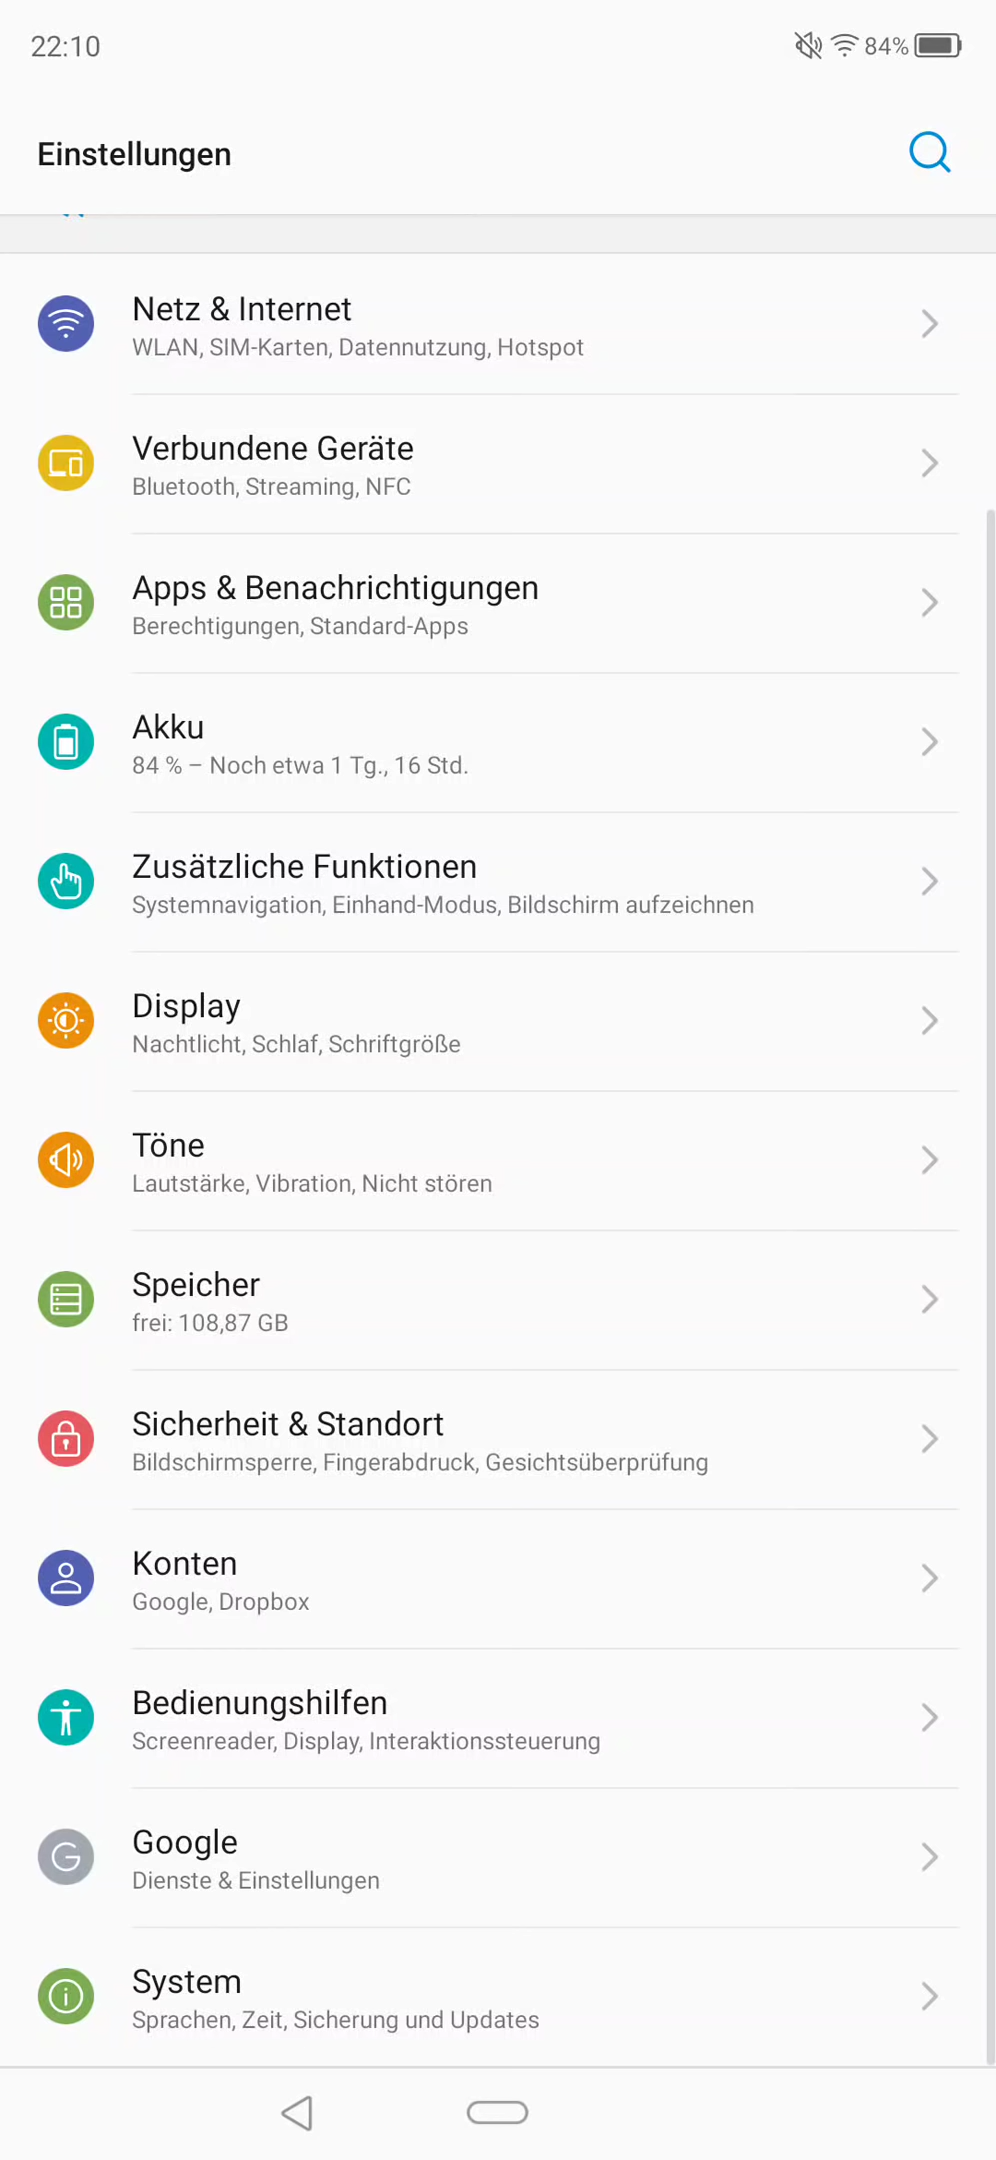 22:10
84%
Einstellungen
Netz & Internet
WLAN, SIM-Karten, Datennutzung, Hotspot
Verbundene Geräte
Bluetooth, Streaming, NFC
Apps & Benachrichtigungen
Berechtigungen, Standard-Apps
Akku
84 % – Noch etwa 1 Tg., 16 Std.
Zusätzliche Funktionen
Systemnavigation, Einhand-Modus, Bildschirm aufzeichnen
Display
Nachtlicht, Schlaf, Schriftgröße
Töne
Lautstärke, Vibration, Nicht stören
Speicher
frei: 108,87 GB
Sicherheit & Standort
Bildschirmsperre, Fingerabdruck, Gesichtsüberprüfung
Konten
Google, Dropbox
Bedienungshilfen
Screenreader, Display, Interaktionssteuerung
Google
Dienste & Einstellungen
System
Sprachen, Zeit, Sicherung und Updates